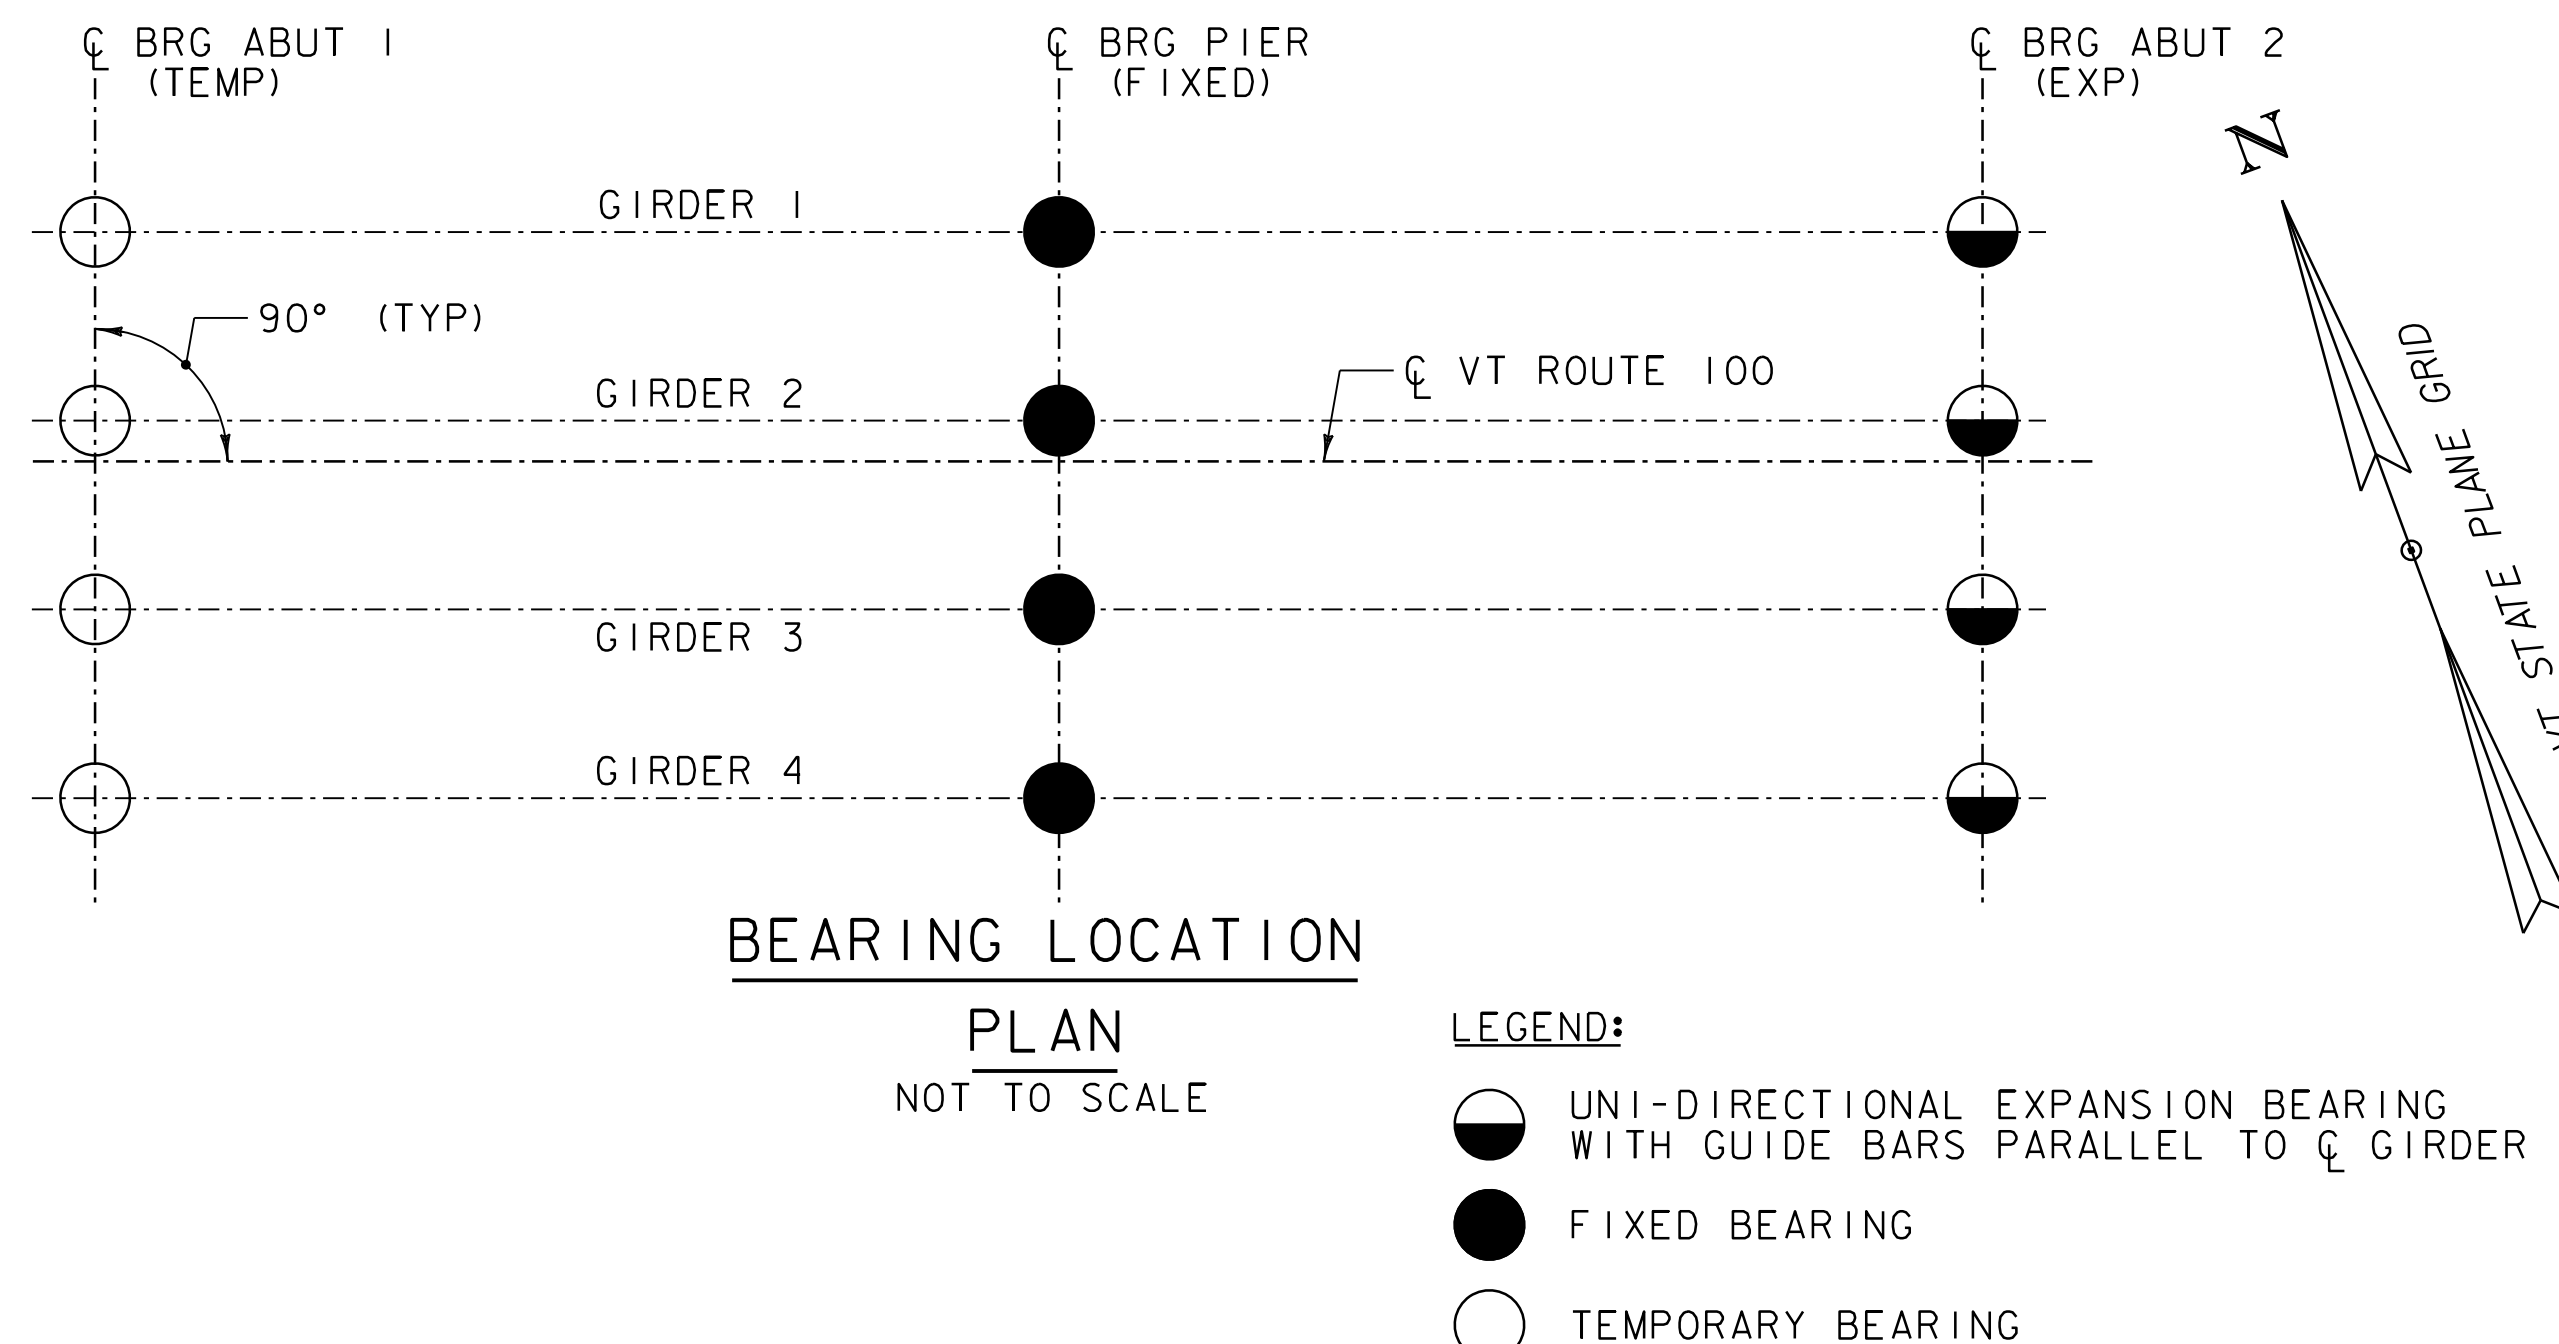 ℄ BRG ABUT 1
(TEMP)
℄ BRG PIER
(FIXED)
℄ BRG ABUT 2
(EXP)
N
GIRDER 1
90° (TYP)
GIRDER 2
℄ VT ROUTE 100
VT STATE PLANE GRID
GIRDER 3
GIRDER 4
BEARING LOCATION
PLAN
NOT TO SCALE
LEGEND:
UNI-DIRECTIONAL EXPANSION BEARING
WITH GUIDE BARS PARALLEL TO ℄ GIRDER
FIXED BEARING
TEMPORARY BEARING